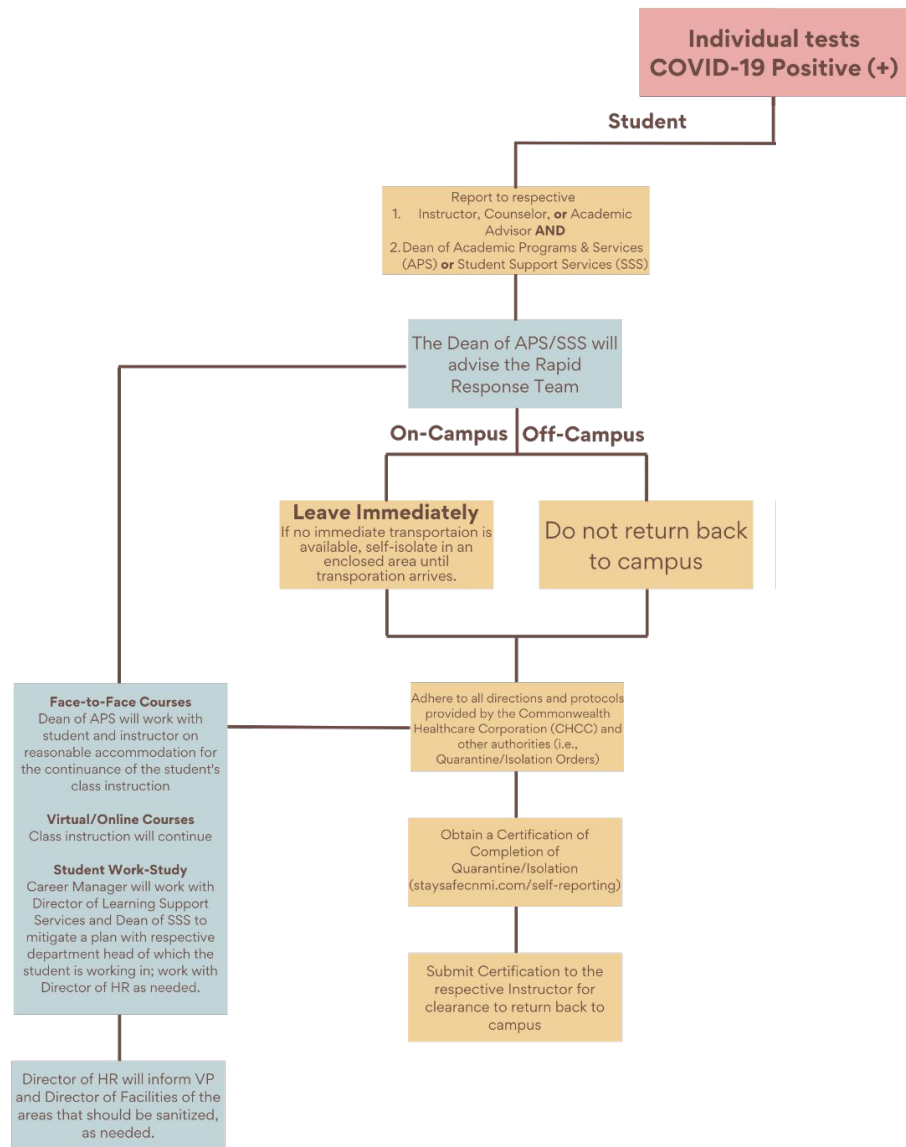 Individual tests
COVID-19 Positive (+)
Student
Report to respective
1. Instructor, Counselor, or Academic
Advisor AND
2. Dean of Academic Programs & Services
(APS) or Student Support Services (SSS)
The Dean of APS/SSS will
advise the Rapid
Response Team
On-Campus
Off-Campus
Leave Immediately
If no immediate transportaion is
available, self-isolate in an
enclosed area until
transporation arrives.
Do not return back
to campus
Face-to-Face Courses
Dean of APS will work with
student and instructor on
reasonable accommodation for
the continuance of the student's
class instruction
Virtual/Online Courses
Class instruction will continue
Student Work-Study
Career Manager will work with
Director of Learning Support
Services and Dean of SSS to
mitigate a plan with respective
department head of which the
student is working in; work with
Director of HR as needed.
Director of HR will inform VP
and Director of Facilities of the
areas that should be sanitized,
as needed.
Adhere to all directions and protocols
provided by the Commonwealth
Healthcare Corporation (CHCC) and
other authorities (i.e.,
Quarantine/Isolation Orders)
Obtain a Certification of
Completion of
Quarantine/Isolation
(staysafecnmi.com/self-reporting)
Submit Certification to the
respective Instructor for
clearance to return back to
campus